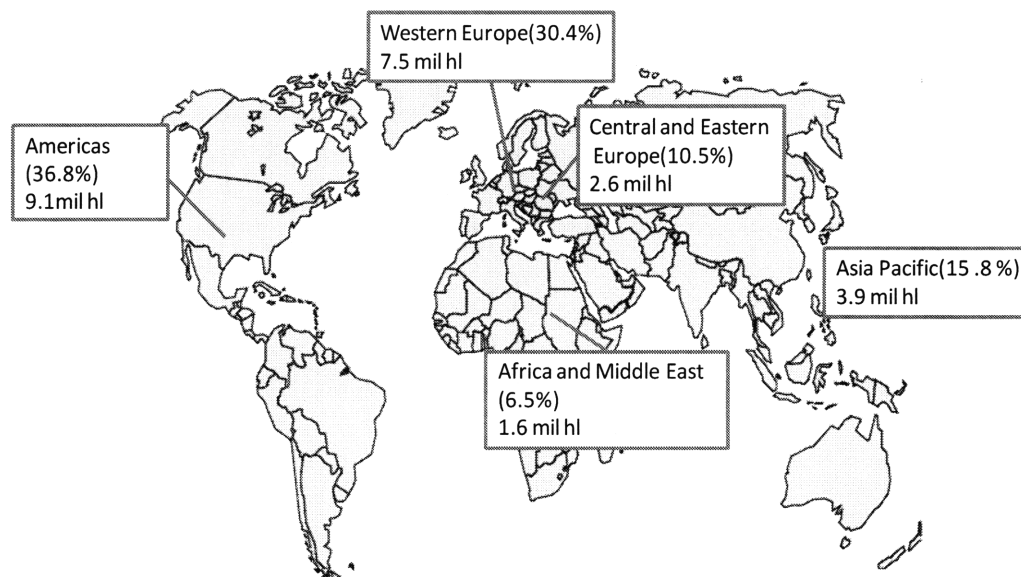 Western Europe(30.4%)
7.5 mil hl
Central and Eastern
Europe(10.5%)
2.6 mil hl
Americas
(36.8%)
9.1mil hl
Asia Pacific(15 .8 %)
3.9 mil hl
Africa and Middle East
(6.5%)
1.6 mil hl